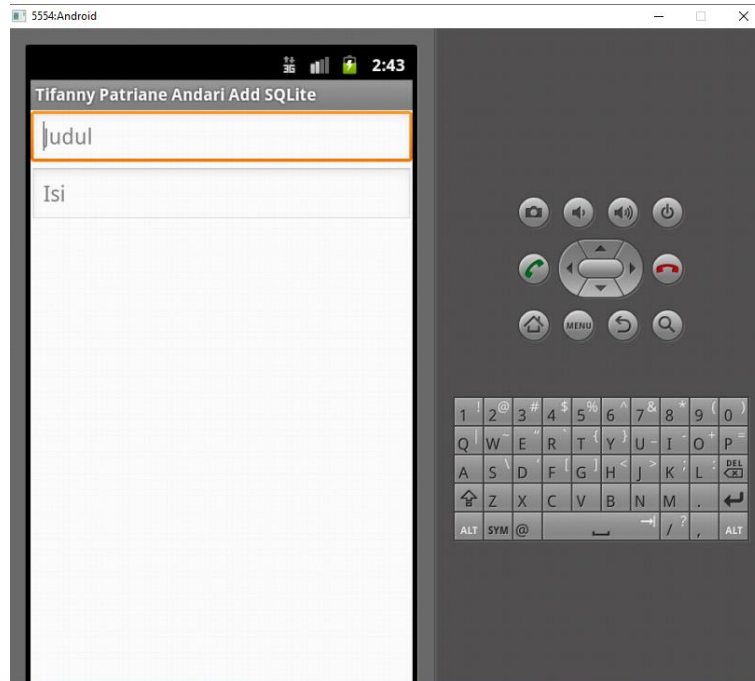 5554:Android
3G 2:43
Tifanny Patriane Andari Add SQLite
Judul
Isi
MENU
1 ! 2 @ 3 # 4 $ 5 % 6 ^ 7 & 8 * 9 ( 0 )
Q | W ~ E " R ` T { Y } U _ I - O + P =
A S \ D ' F [ G ] H < J > K ; L : DEL
Z X C V B N M .
ALT SYM @ / ? , ALT